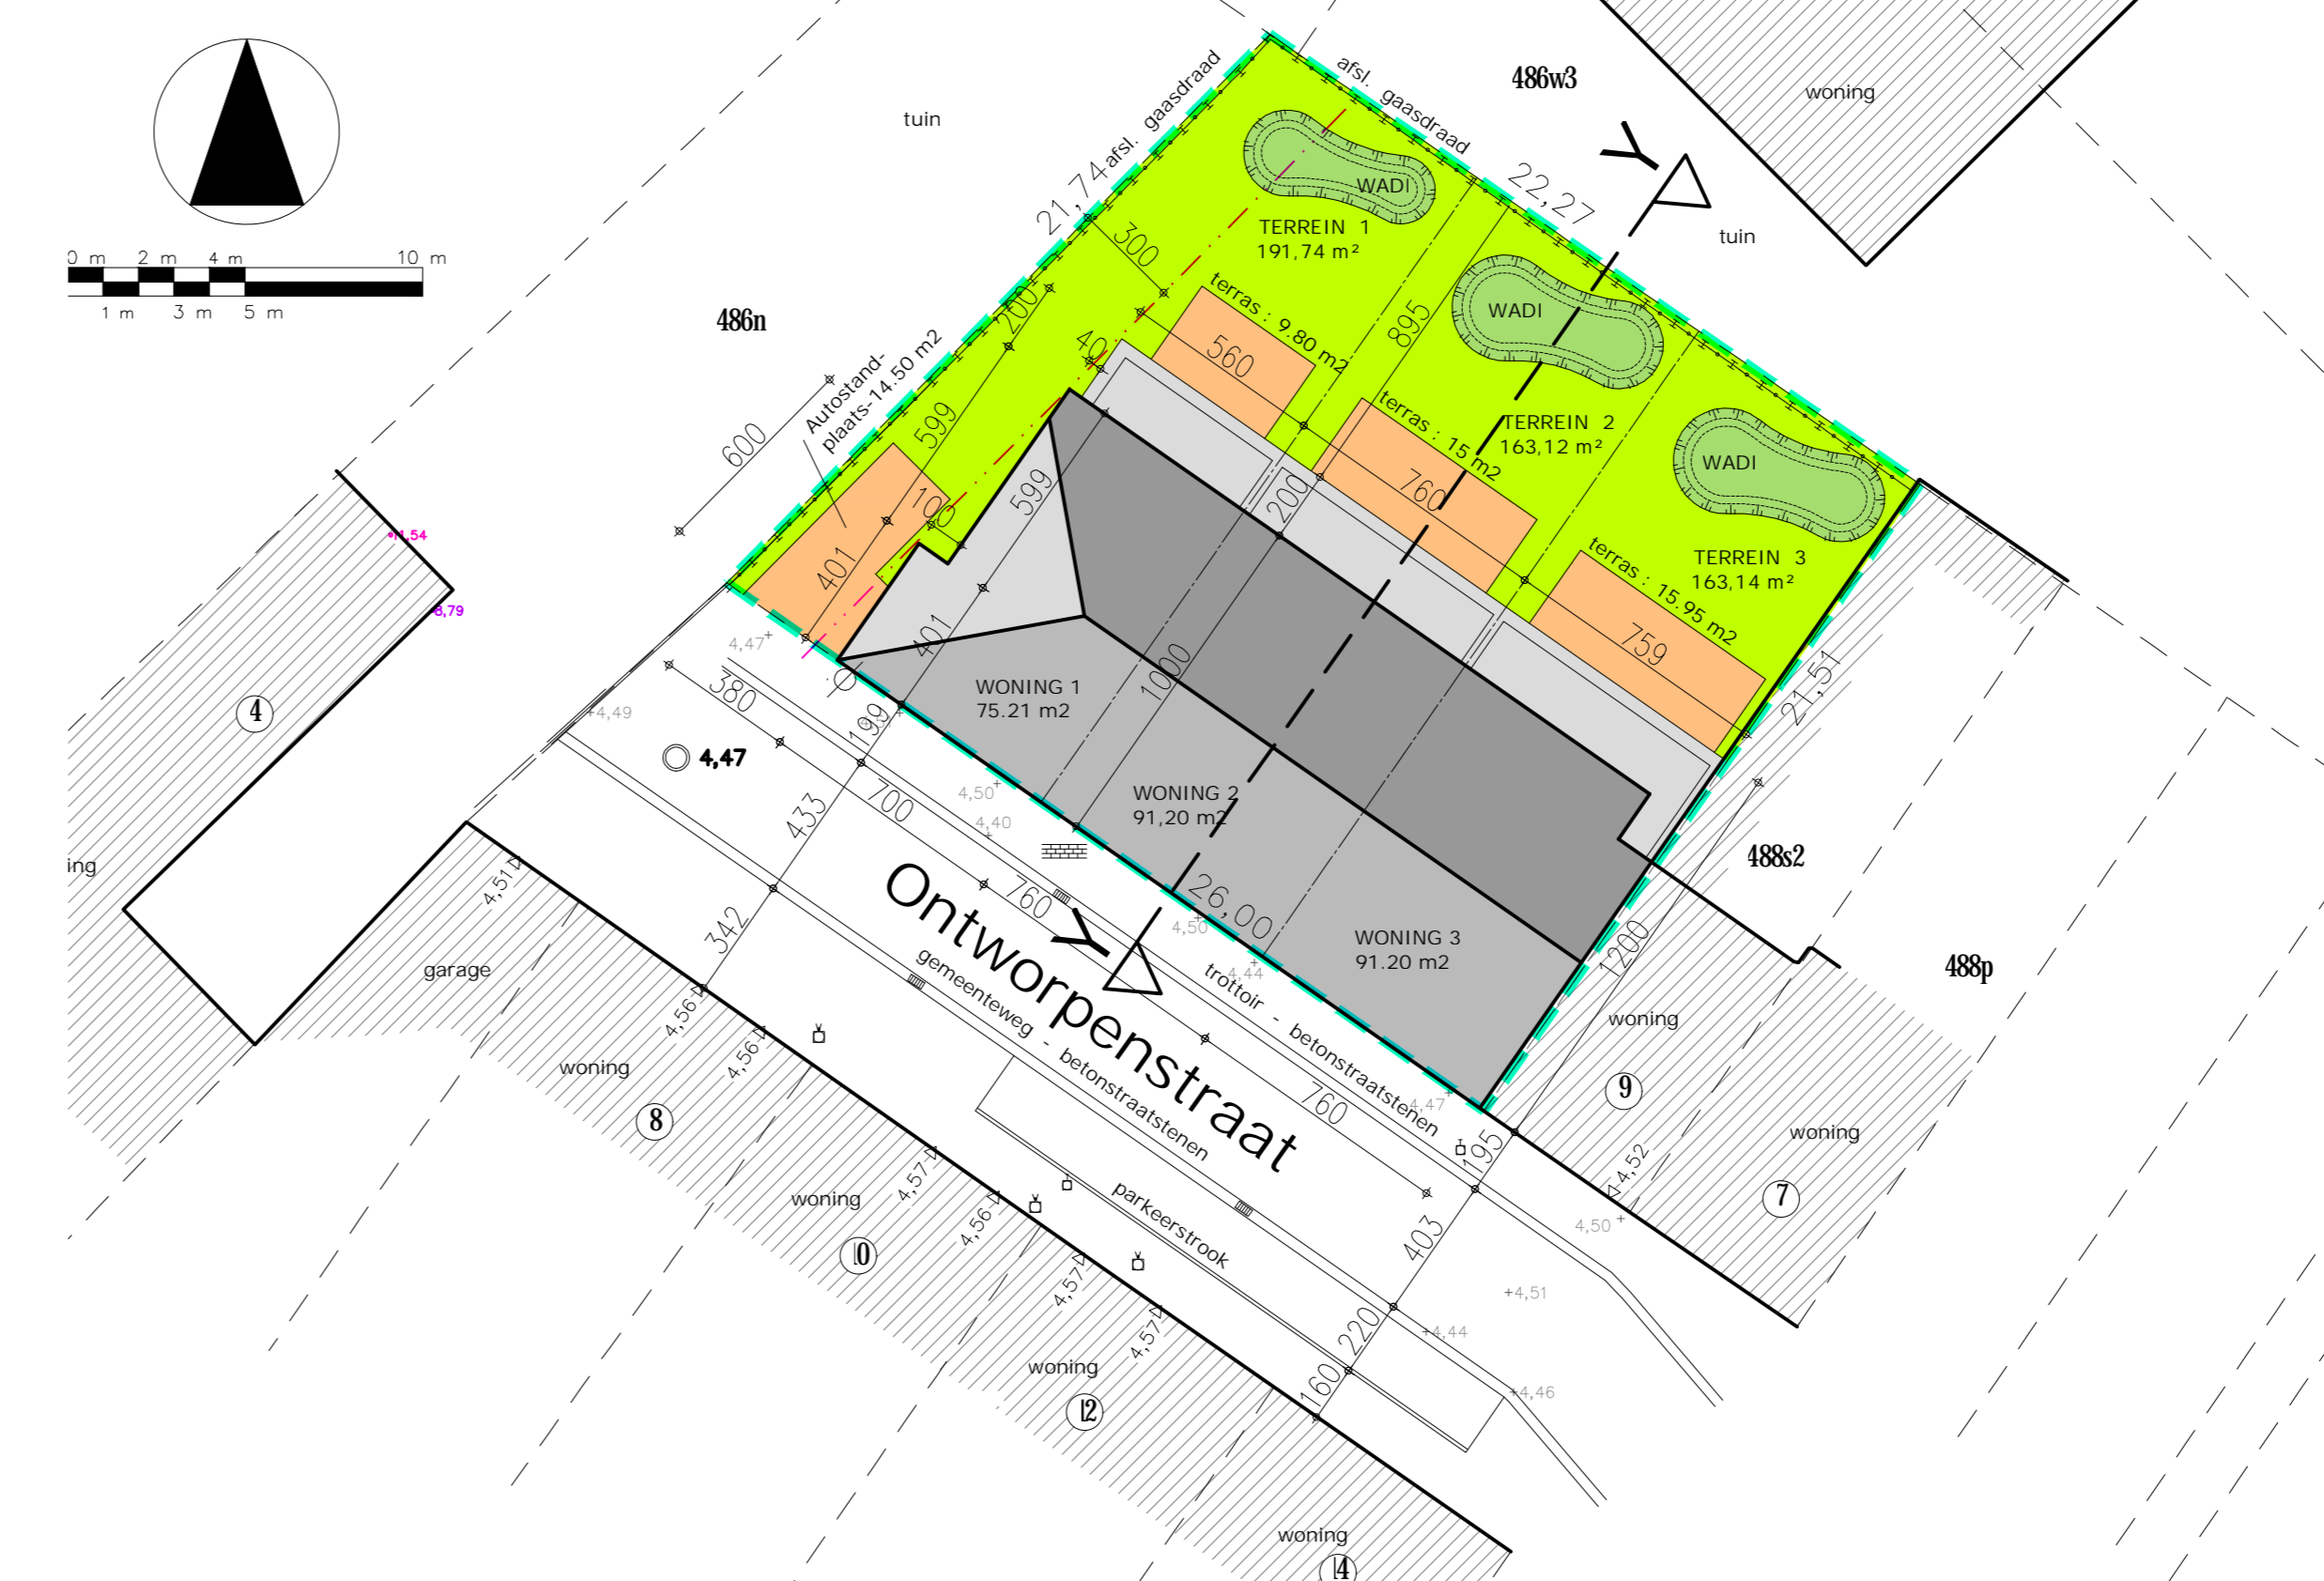 0 m 2 m 4 m 10 m
1 m 3 m 5 m
tuin
486n
486w3
woning
tuin
afsl. gaasdraad
22,27
21,74
afsl. gaasdraad
WADI
TERREIN 1
191,74 m²
300
200
40
terras : 9.80 m2
560
895
WADI
TERREIN 2
163,12 m²
terras : 15 m2
760
200
WADI
TERREIN 3
163,14 m²
terras : 15.95 m2
759
21,51
Autostand-
plaats-14.50 m2
600
599
100
401
599
401
1000
WONING 1
75.21 m2
WONING 2
91,20 m2
WONING 3
91.20 m2
26,00
Y
Y
8,79
4
ing
garage
4,47
4,49
4,47
380
199
700
433
342
760
760
4,50
4,40
4,50
4,44
4,47
Ontworpenstraat
gemeenteweg - betonstraatstenen
trottoir - betonstraatstenen
parkeerstrook
195
403
220
160
1200
488s2
488p
woning
9
woning
7
4,52
4,50
4,51
4,44
4,46
4,51
4,56
4,56
4,57
4,56
4,57
4,57
woning
8
woning
10
woning
12
woning
14